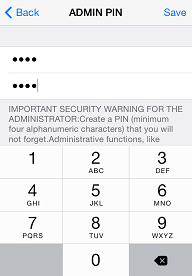 Back
ADMIN PIN
Save
IMPORTANT SECURITY WARNING FOR THE
ADMINISTRATOR:Create a PIN (minimum
four alphanumeric characters) that you will
not forget.Administrative functions, like
1
2
ABC
3
DEF
4
GHI
5
JKL
6
MNO
7
PQRS
8
TUV
9
WXYZ
0